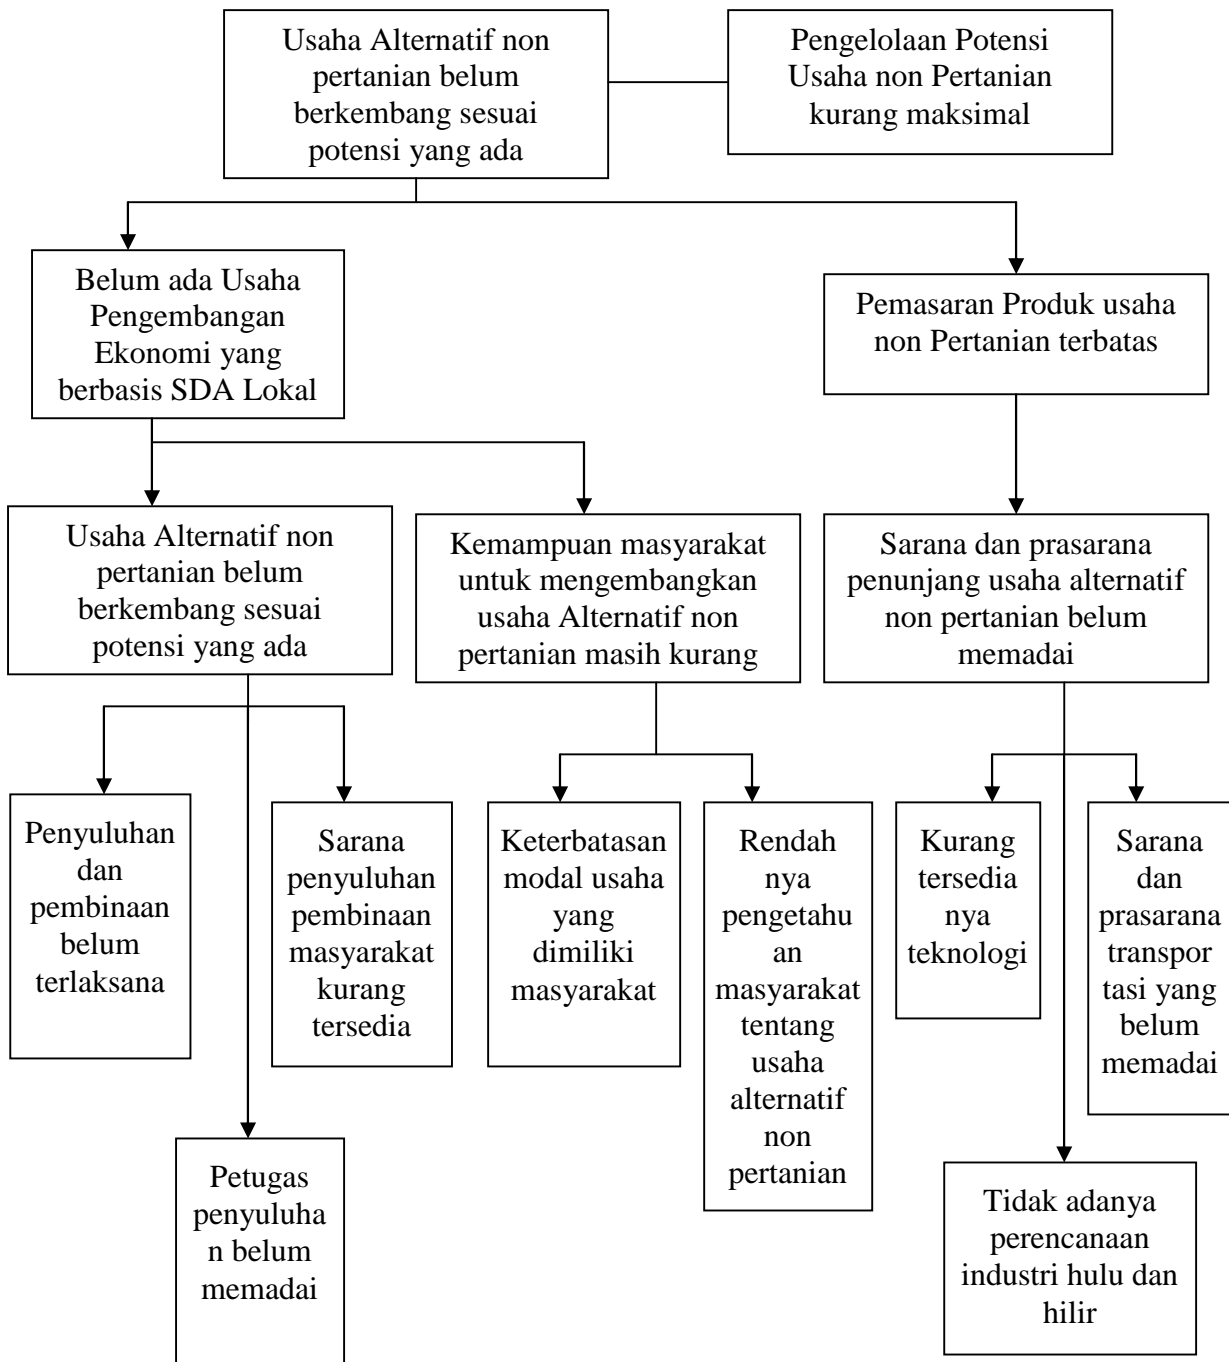 Usaha Alternatif non
pertanian belum
berkembang sesuai
potensi yang ada
Pengelolaan Potensi
Usaha non Pertanian
kurang maksimal
Belum ada Usaha
Pengembangan
Ekonomi yang
berbasis SDA Lokal
Pemasaran Produk usaha
non Pertanian terbatas
Usaha Alternatif non
pertanian belum
berkembang sesuai
potensi yang ada
Kemampuan masyarakat
untuk mengembangkan
usaha Alternatif non
pertanian masih kurang
Sarana dan prasarana
penunjang usaha alternatif
non pertanian belum
memadai
Penyuluhan
dan
pembinaan
belum
terlaksana
Sarana
penyuluhan
pembinaan
masyarakat
kurang
tersedia
Keterbatasan
modal usaha
yang
dimiliki
masyarakat
Rendah
nya
pengetahu
an
masyarakat
tentang
usaha
alternatif
non
pertanian
Kurang
tersedia
nya
teknologi
Sarana
dan
prasarana
transpor
tasi yang
belum
memadai
Petugas
penyuluha
n belum
memadai
Tidak adanya
perencanaan
industri hulu dan
hilir